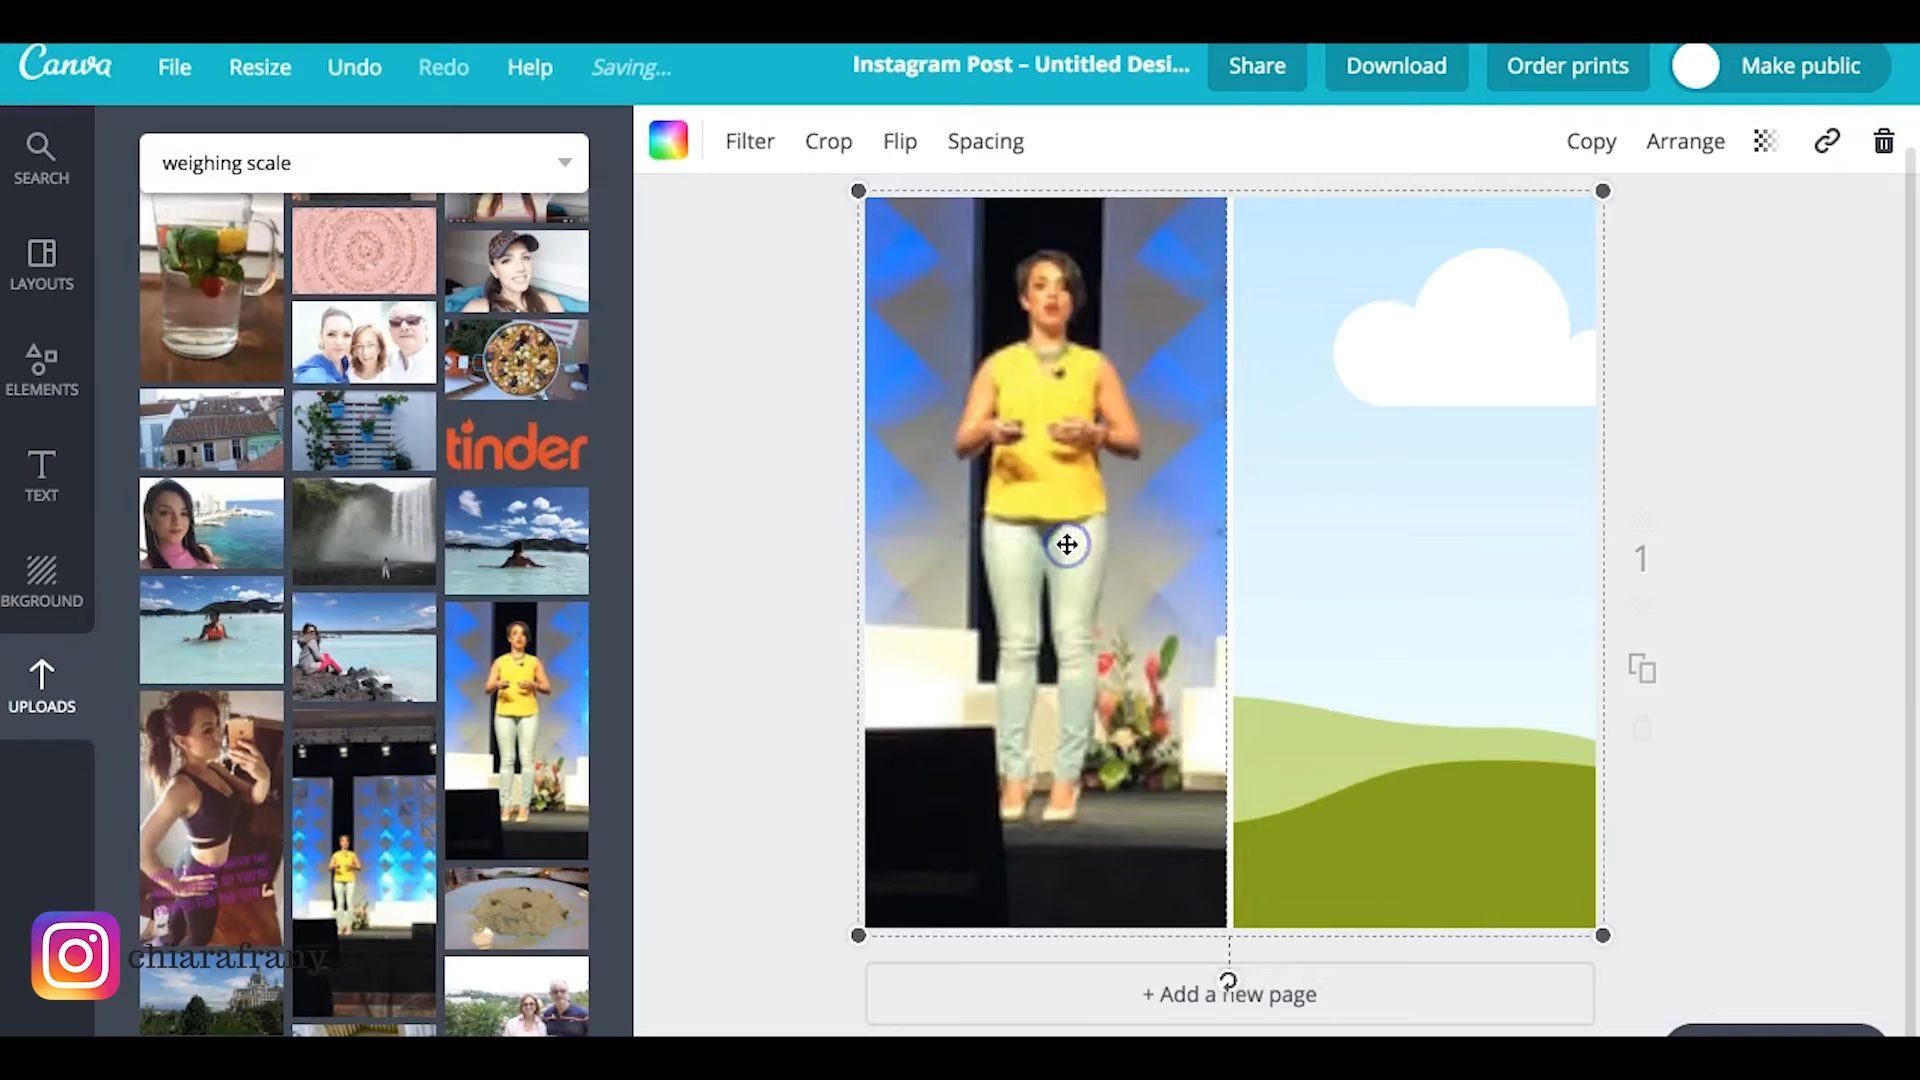 Canva File Resize Undo Redo Help Saving... Instagram Post – Untitled Desi... Share Download Order prints Make public
Filter Crop Flip Spacing Copy Arrange
weighing scale
SEARCH
LAYOUTS
ELEMENTS
TEXT
BKGROUND
UPLOADS
tinder
1
chiarafrany
+ Add a new page